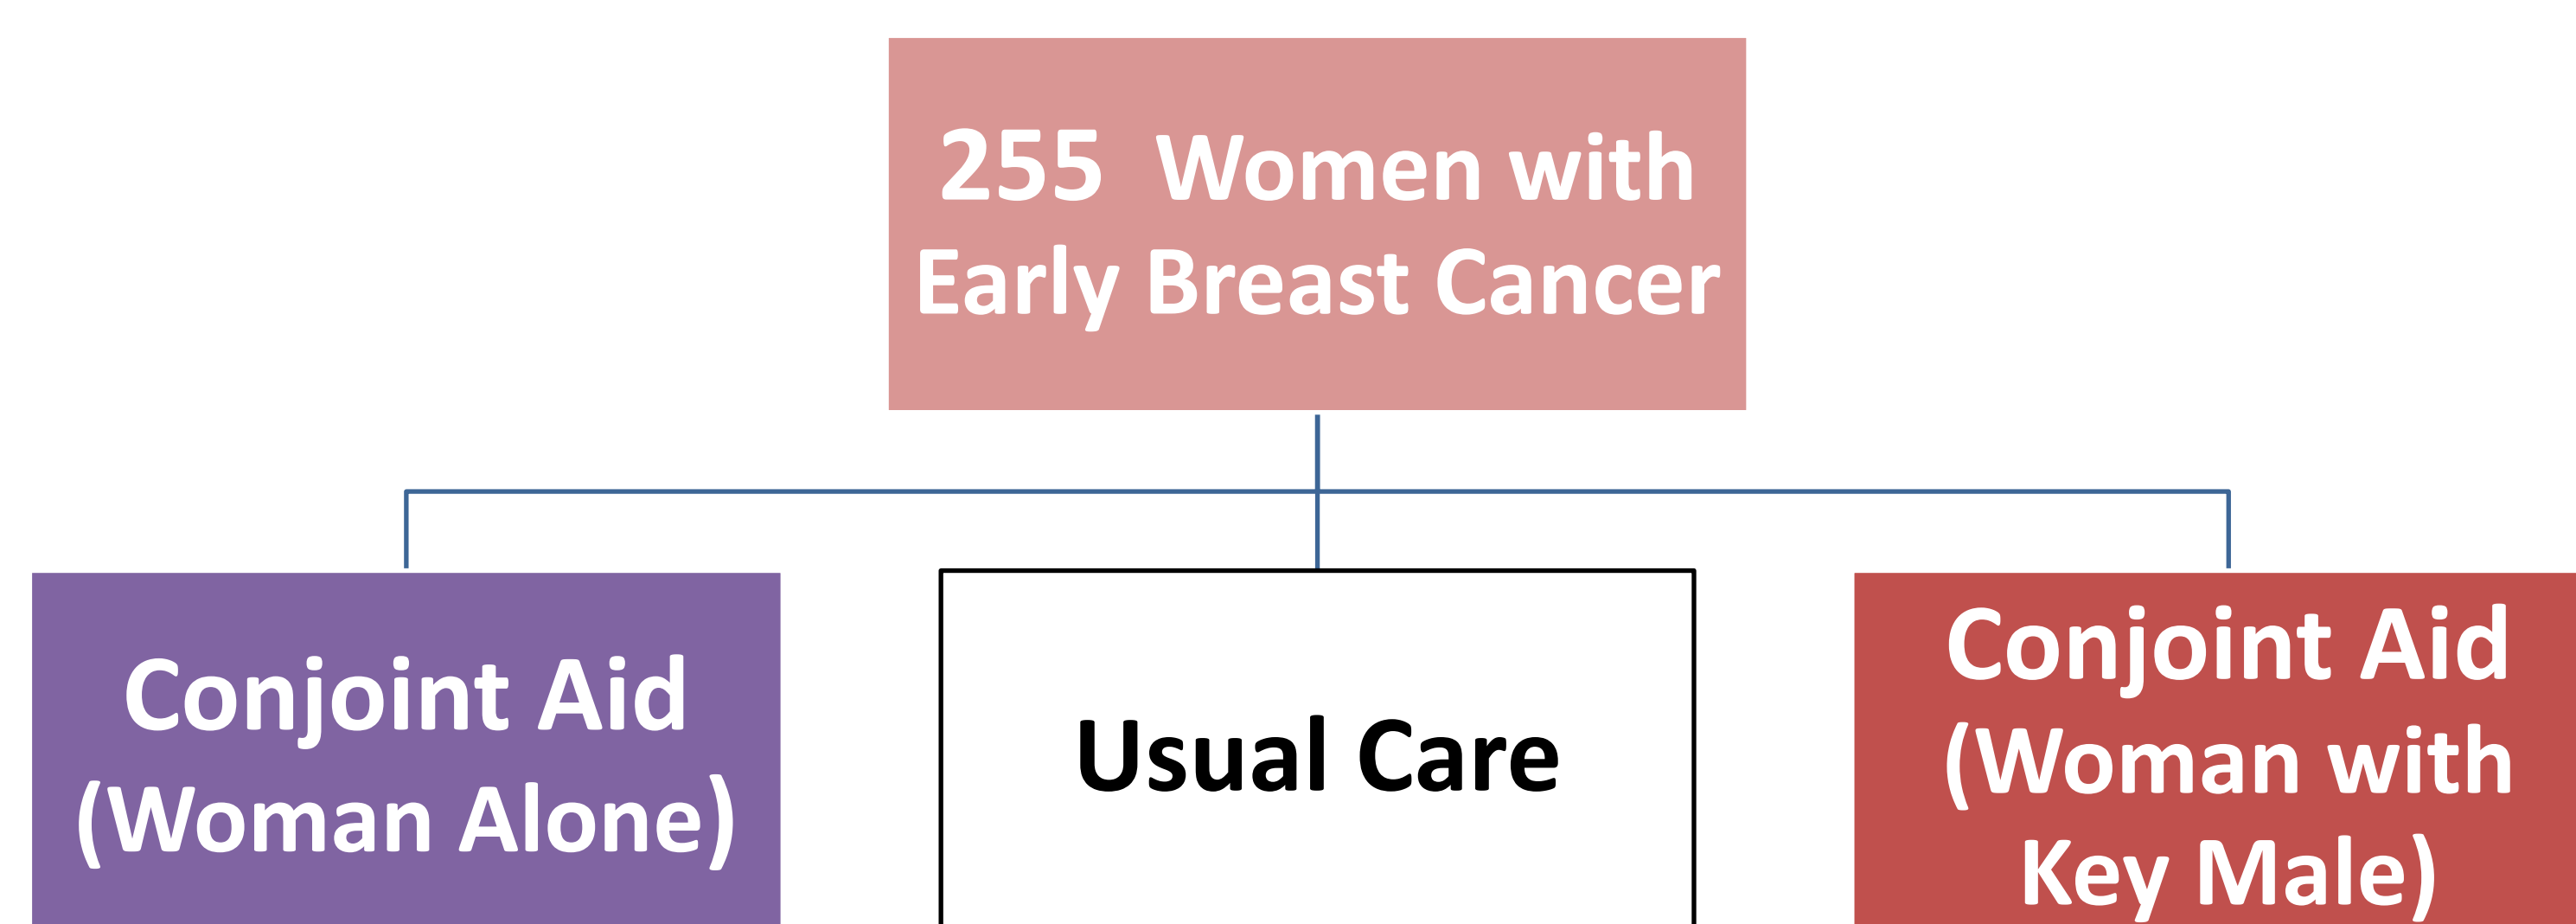 255 Women with
Early Breast Cancer
Conjoint Aid
(Woman Alone)
Usual Care
Conjoint Aid
(Woman with
Key Male)